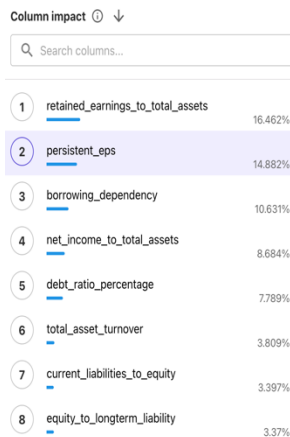 Column impact
Search columns...
1 retained_earnings_to_total_assets
16.462%
2 persistent_eps
14.882%
3 borrowing_dependency
10.631%
4 net_income_to_total_assets
8.684%
5 debt_ratio_percentage
7.789%
6 total_asset_turnover
3.809%
7 current_liabilities_to_equity
3.397%
8 equity_to_longterm_liability
3.37%